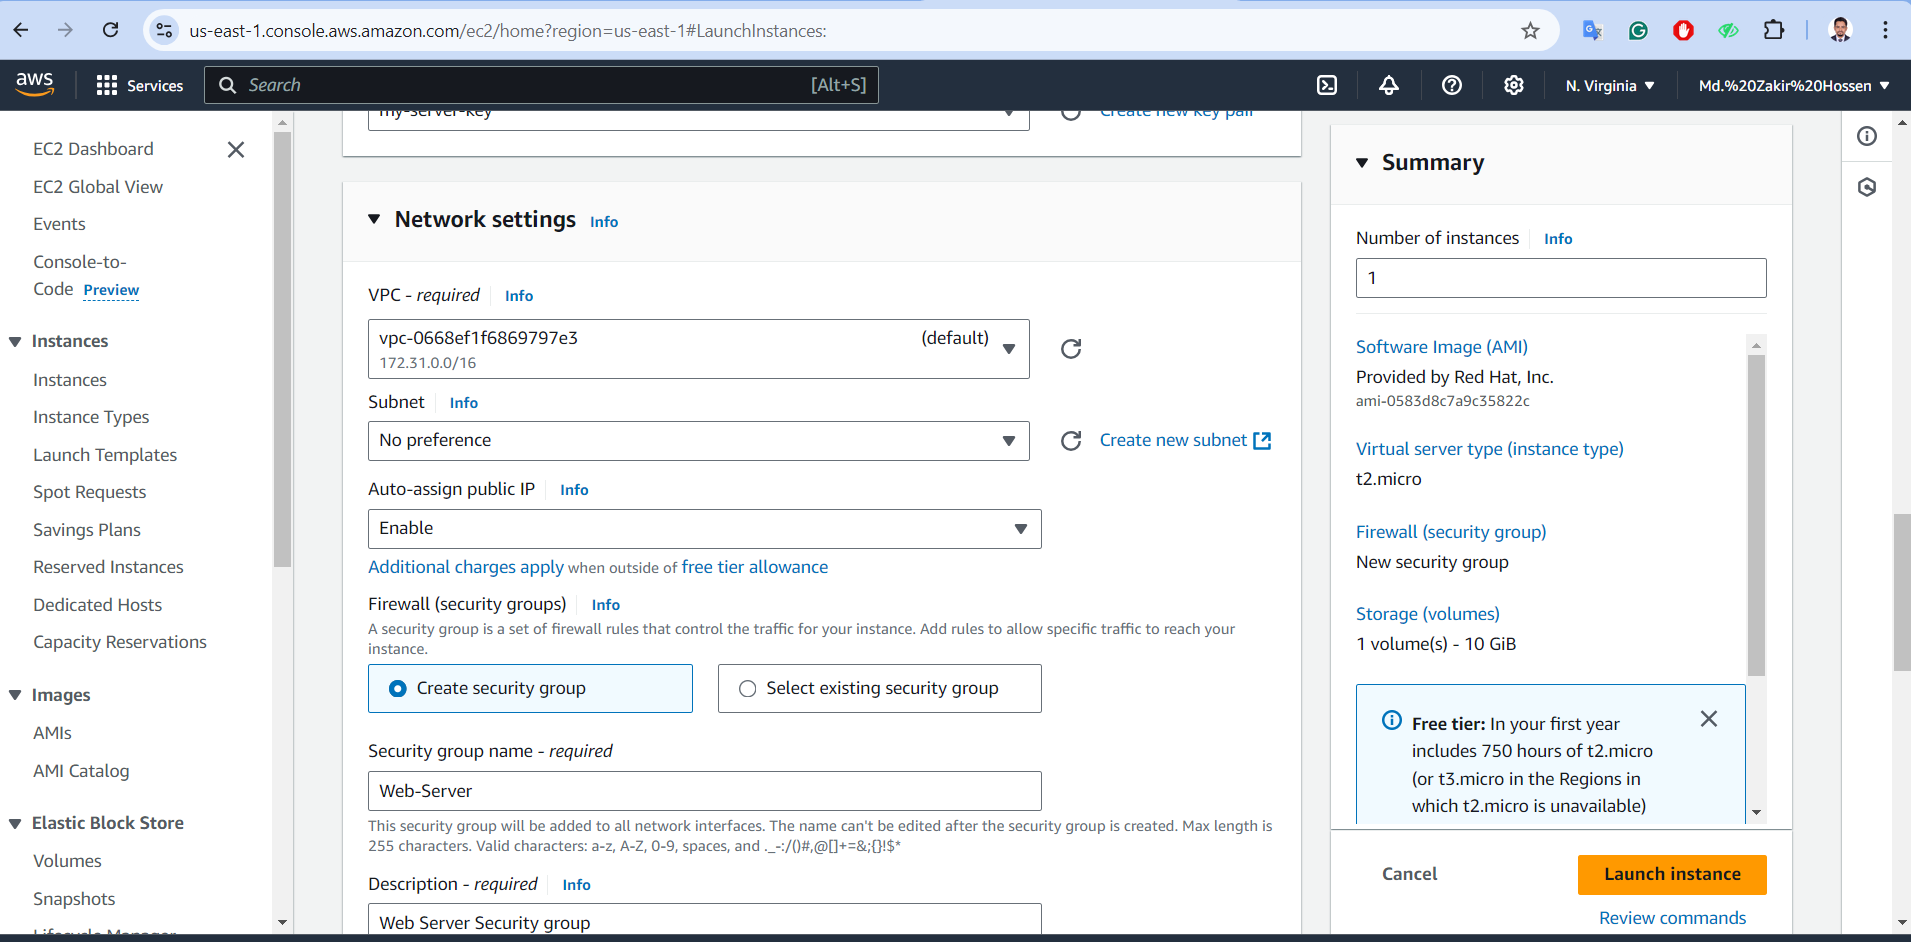 us-east-1.console.aws.amazon.com/ec2/home?region=us-east-1#LaunchInstances:
aws
Services
Search
[Alt+S]
N. Virginia
Md.%20Zakir%20Hossen
EC2 Dashboard
EC2 Global View
Events
Console-to-
Code Preview
Instances
Instances
Instance Types
Launch Templates
Spot Requests
Savings Plans
Reserved Instances
Dedicated Hosts
Capacity Reservations
Images
AMIs
AMI Catalog
Elastic Block Store
Volumes
Snapshots
Lifecycle Manager
my-server-key
Create new key pair
Network settings Info
VPC - required Info
vpc-0668ef1f6869797e3 (default)
172.31.0.0/16
Subnet Info
No preference
Create new subnet
Auto-assign public IP Info
Enable
Additional charges apply when outside of free tier allowance
Firewall (security groups) Info
A security group is a set of firewall rules that control the traffic for your instance. Add rules to allow specific traffic to reach your
instance.
Create security group
Select existing security group
Security group name - required
Web-Server
This security group will be added to all network interfaces. The name can't be edited after the security group is created. Max length is
255 characters. Valid characters: a-z, A-Z, 0-9, spaces, and ._-:/()#,@[]+=&;{}!$*
Description - required Info
Web Server Security group
Summary
Number of instances Info
1
Software Image (AMI)
Provided by Red Hat, Inc.
ami-0583d8c7a9c35822c
Virtual server type (instance type)
t2.micro
Firewall (security group)
New security group
Storage (volumes)
1 volume(s) - 10 GiB
Free tier: In your first year
includes 750 hours of t2.micro
(or t3.micro in the Regions in
which t2.micro is unavailable)
Cancel
Launch instance
Review commands